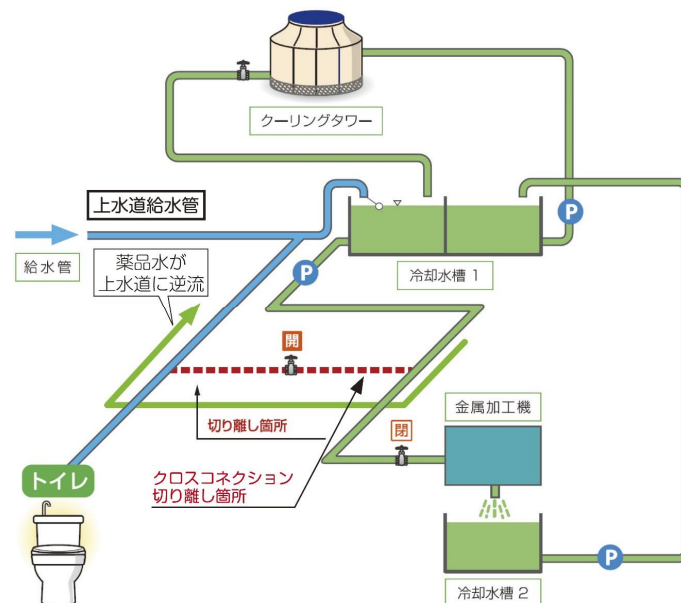 クーリングタワー
上水道給水管
給水管
薬品水が
上水道に逆流
P
P
冷却水槽 1
開
切り離し箇所
閉
金属加工機
クロスコネクション
切り離し箇所
トイレ
P
冷却水槽 2